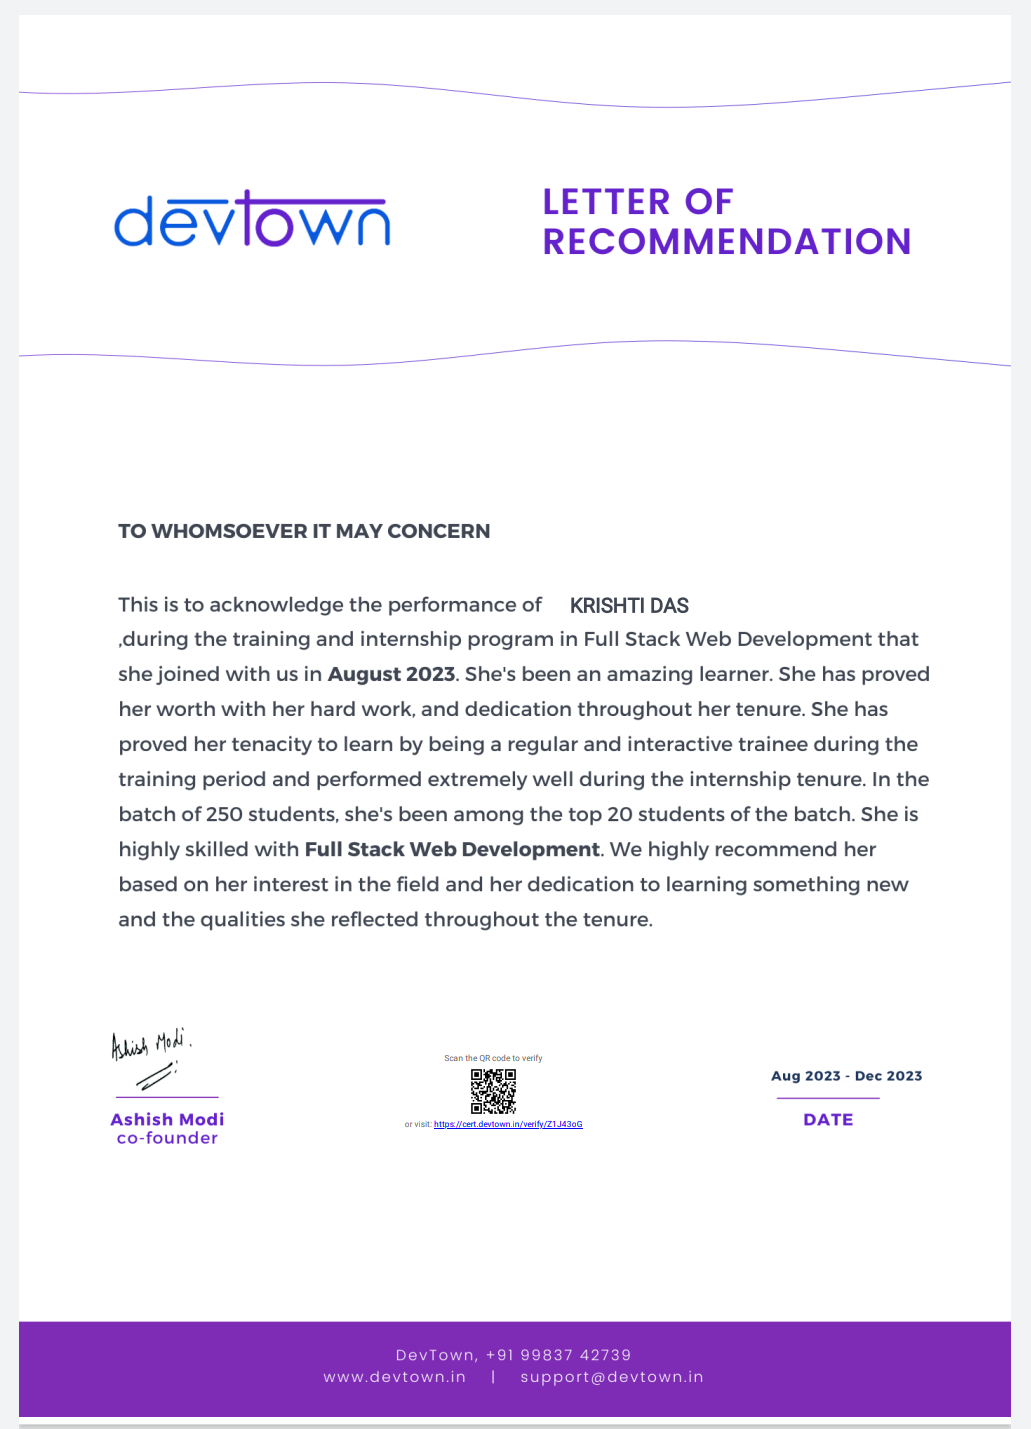 devtown
LETTER OF
RECOMMENDATION
TO WHOMSOEVER IT MAY CONCERN
This is to acknowledge the performance of KRISHTI DAS
,during the training and internship program in Full Stack Web Development that
she joined with us in August 2023. She's been an amazing learner. She has proved
her worth with her hard work, and dedication throughout her tenure. She has
proved her tenacity to learn by being a regular and interactive trainee during the
training period and performed extremely well during the internship tenure. In the
batch of 250 students, she's been among the top 20 students of the batch. She is
highly skilled with Full Stack Web Development. We highly recommend her
based on her interest in the field and her dedication to learning something new
and the qualities she reflected throughout the tenure.
Ashish Modi.
Ashish Modi
co-founder
Scan the QR code to verify
or visit: https://cert.devtown.in/verify/Z1J43oG
Aug 2023 - Dec 2023
DATE
DevTown, +91 99837 42739
www.devtown.in | support@devtown.in